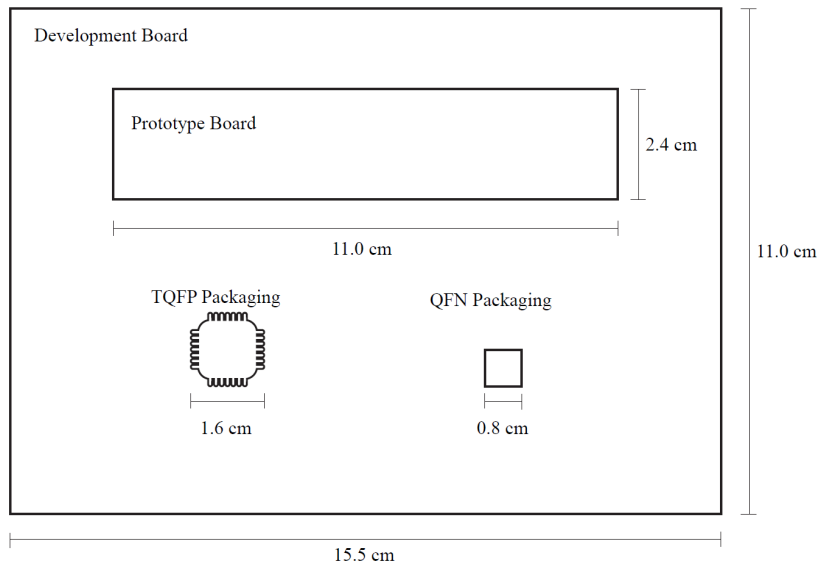 Development Board
Prototype Board
2.4 cm
11.0 cm
11.0 cm
TQFP Packaging
QFN Packaging
1.6 cm
0.8 cm
15.5 cm